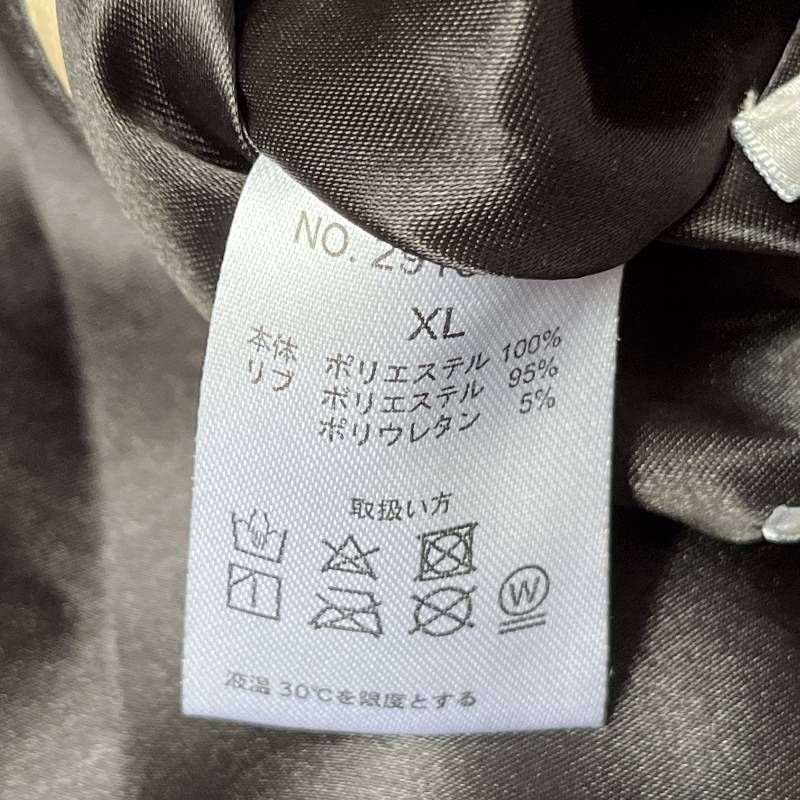 NO.
XL
本体 ポリエステル 100%
リブ ポリエステル 95%
ポリウレタン 5%
取扱い方
W
液温30℃を限度とする